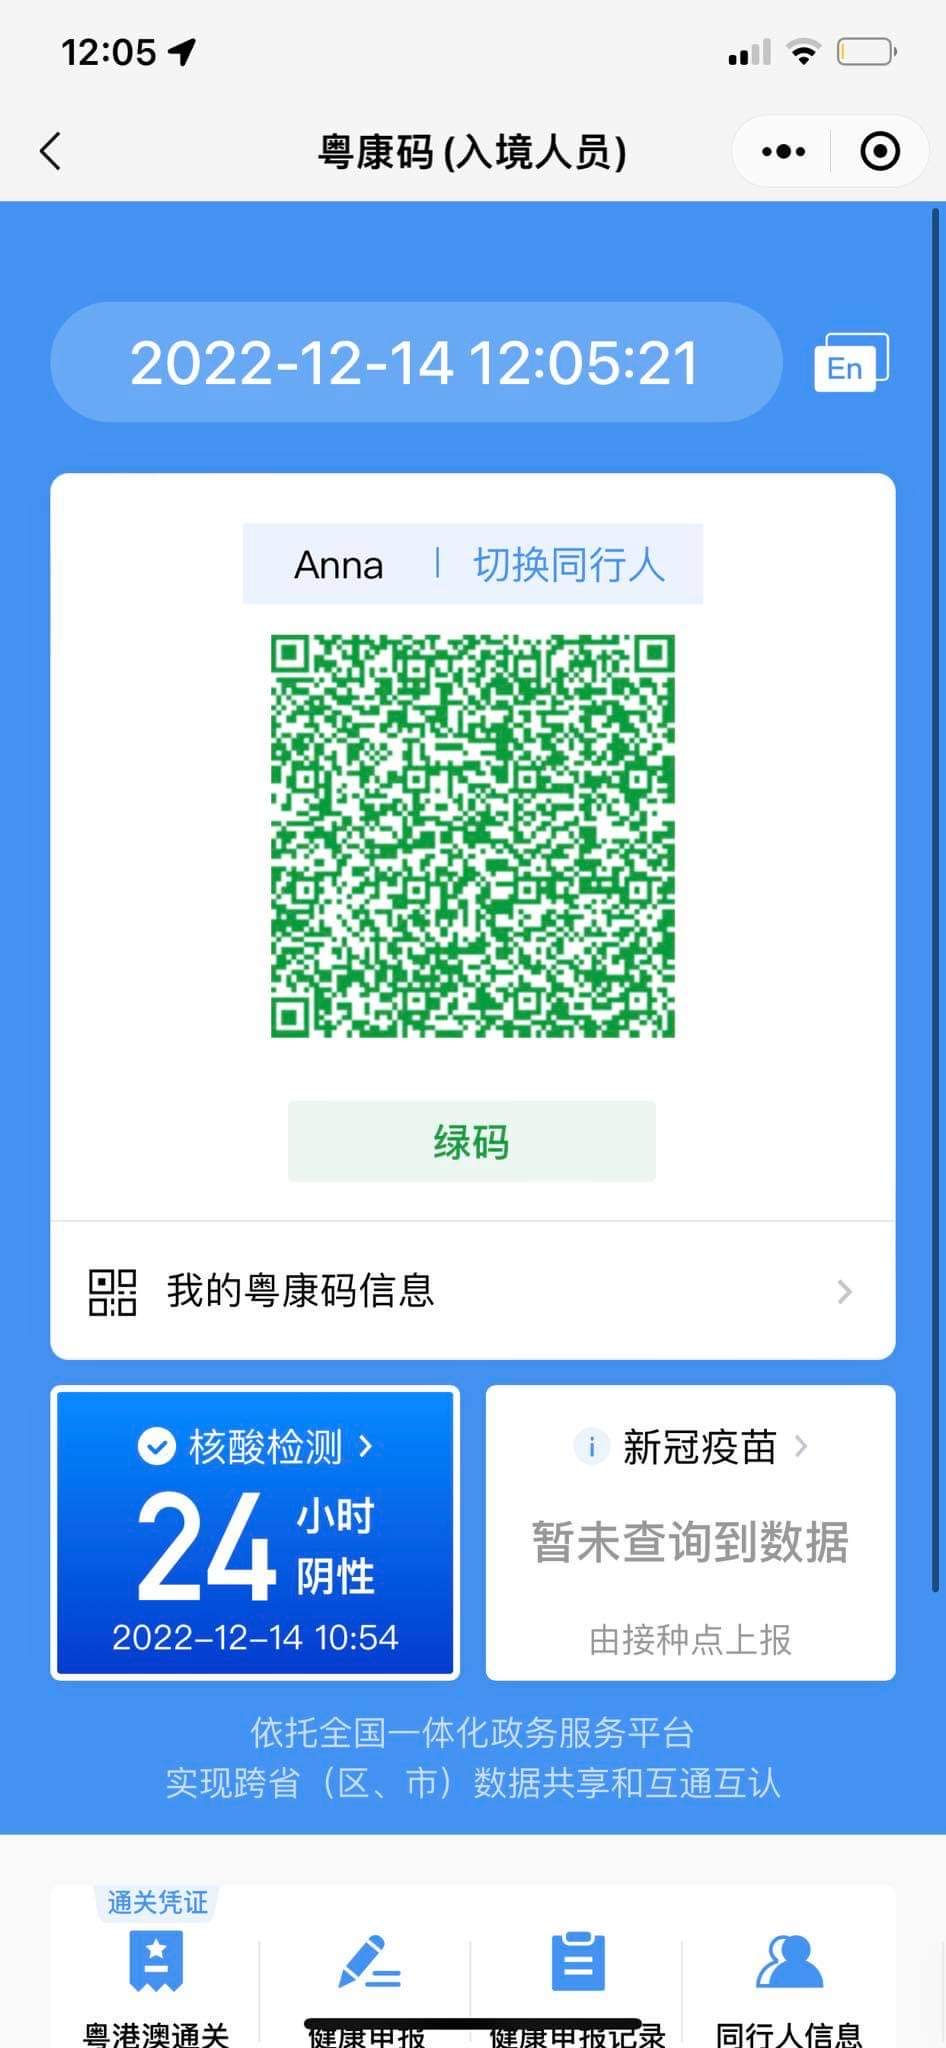 12:05
粤康码(入境人员)
2022-12-14 12:05:21
En
Anna | 切换同行人
绿码
我的粤康码信息
核酸检测
24 小时
阴性
2022-12-14 10:54
新冠疫苗
暂未查询到数据
由接种点上报
依托全国一体化政务服务平台
实现跨省（区、市）数据共享和互通互认
通关凭证
粤港澳通关
健康申报
健康申报记录
同行人信息